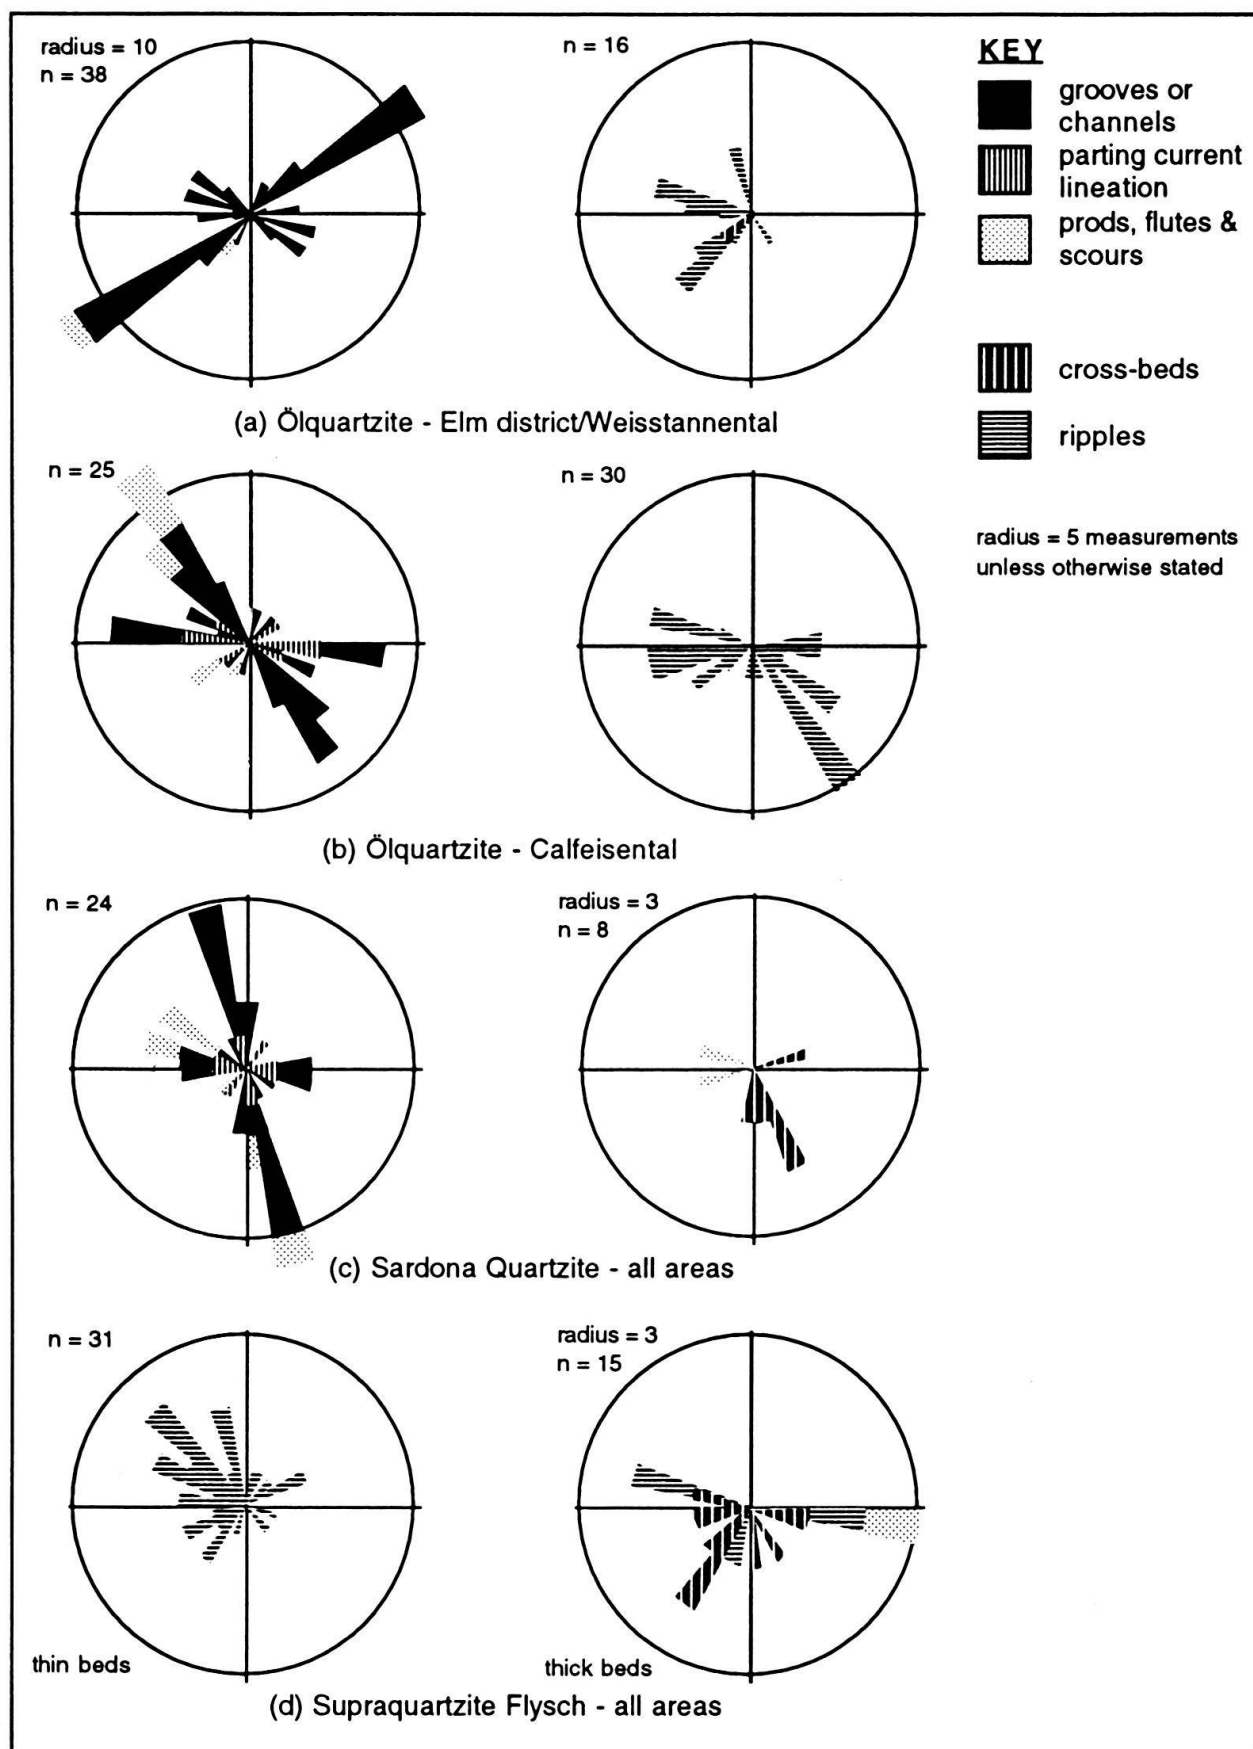 radius = 10
n = 38
n = 16
KEY
grooves or
channels
parting current
lineation
prods, flutes &
scours
cross-beds
ripples
radius = 5 measurements
unless otherwise stated
(a) Ölquartzite - Elm district/Weisstannental
n = 25
n = 30
(b) Ölquartzite - Calfeisental
n = 24
radius = 3
n = 8
(c) Sardona Quartzite - all areas
n = 31
radius = 3
n = 15
thin beds
thick beds
(d) Supraquartzite Flysch - all areas